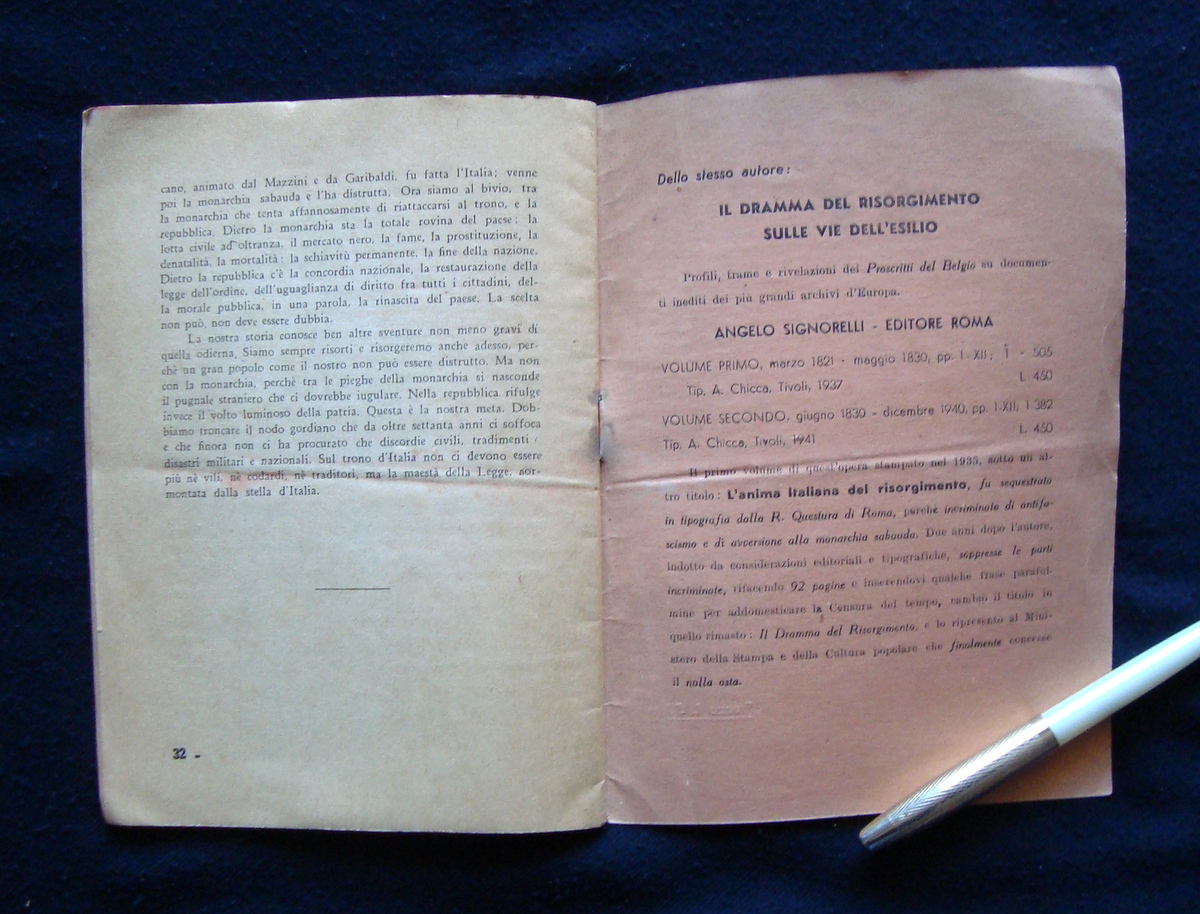 cano, animato dal Mazzini e da Garibaldi, fu fatta l'Italia; venne
poi la monarchia sabauda e l'ha distrutta. Ora siamo al bivio, tra
la monarchia che tenta affannosamente di riattaccarsi al trono, e la
repubblica. Dietro la monarchia sta la totale rovina del paese: la
lotta civile ad oltranza, il mercato nero, la fame, la prostituzione, la
denatalità, la mortalità: la schiavitù permanente, la fine della nazione.
Dietro la repubblica c'è la concordia nazionale, la restaurazione della
legge dell'ordine, dell'uguaglianza di diritto fra tutti i cittadini, del-
la morale pubblica, in una parola, la rinascita del paese. La scelta
non può, non deve essere dubbia.
La nostra storia conosce ben altre sventure non meno gravi di
quella odierna. Siamo sempre risorti e risorgeremo anche adesso, per-
chè un gran popolo come il nostro non può essere distrutto. Ma non
con la monarchia, perchè tra le pieghe della monarchia si nasconde
il pugnale straniero che ci dovrebbe iugulare. Nella repubblica rifulge
invece il volto luminoso della patria. Questa è la nostra meta. Dob-
biamo troncare il nodo gordiano che da oltre settanta anni ci soffoca
e che finora non ci ha procurato che discordie civili, tradimenti
disastri militari e nazionali. Sul trono d'Italia non ci devono essere
più nè vili, nè codardi, nè traditori, ma la maestà della Legge, sor-
montata dalla stella d'Italia.
32 -
Dello stesso autore:
IL DRAMMA DEL RISORGIMENTO
SULLE VIE DELL'ESILIO
Profili, trame e rivelazioni dei Proscritti del Belgio su documen-
ti inediti dei più grandi archivi d'Europa.
ANGELO SIGNORELLI - EDITORE ROMA
VOLUME PRIMO, marzo 1821 - maggio 1830, pp. I-XII; 1 - 505
Tip. A. Chicca, Tivoli, 1937 L. 450
VOLUME SECONDO, giugno 1830 - dicembre 1940, pp. I-XII; 1-382
Tip. A. Chicca, Tivoli, 1941 L. 450
Il primo volume di quest'opera stampato nel 1935, sotto un al-
tro titolo: L'anima italiana del risorgimento, fu sequestrato
in tipografia dalla R. Questura di Roma, perchè incriminato di antifa-
scismo e di avversione alla monarchia sabauda. Due anni dopo l'autore,
indotto da considerazioni editoriali e tipografiche, soppresse le parti
incriminate, rifacendo 92 pagine e inserendovi qualche frase paraful-
mine per addomesticare la Censura del tempo, cambiò il titolo in
quello rimasto: Il Dramma del Risorgimento, e lo ripresentò al Mini-
stero della Stampa e della Cultura popolare che finalmente concesse
il nulla osta.